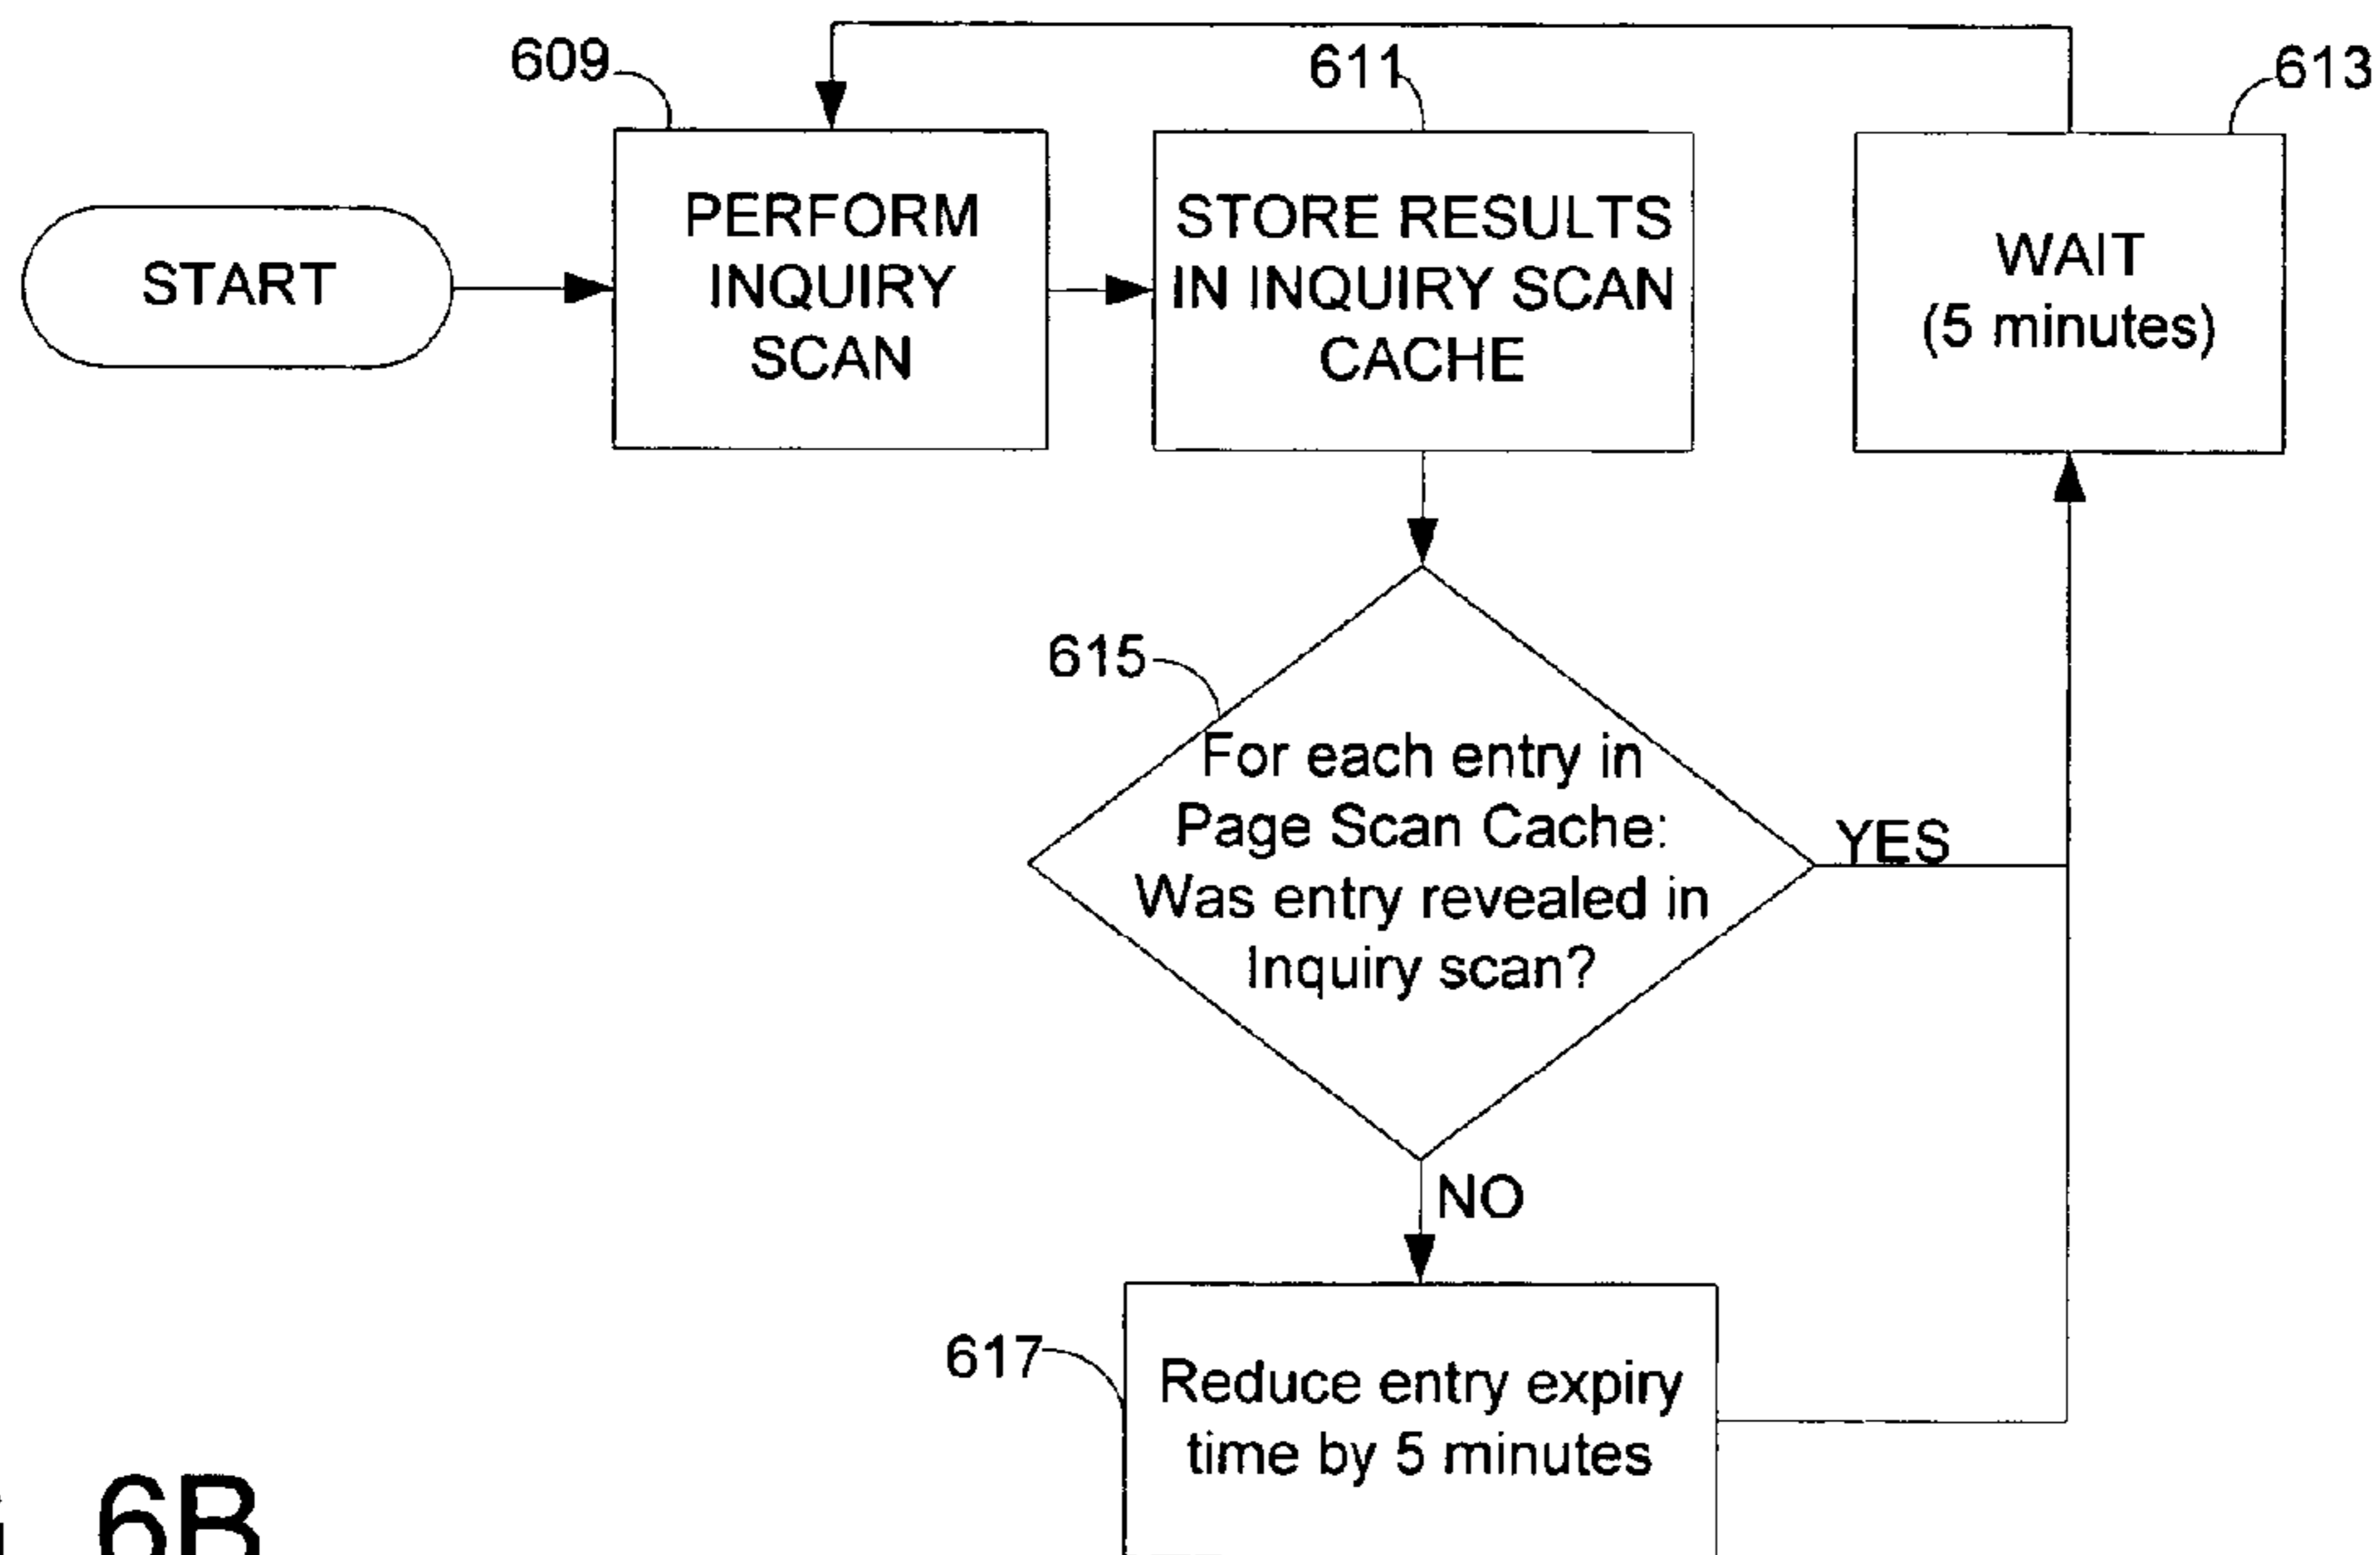 609
611
613
START
PERFORM
INQUIRY
SCAN
STORE RESULTS
IN INQUIRY SCAN
CACHE
WAIT
(5 minutes)
615
For each entry in
Page Scan Cache:
Was entry revealed in
Inquiry scan?
YES
NO
617
Reduce entry expiry
time by 5 minutes
6B